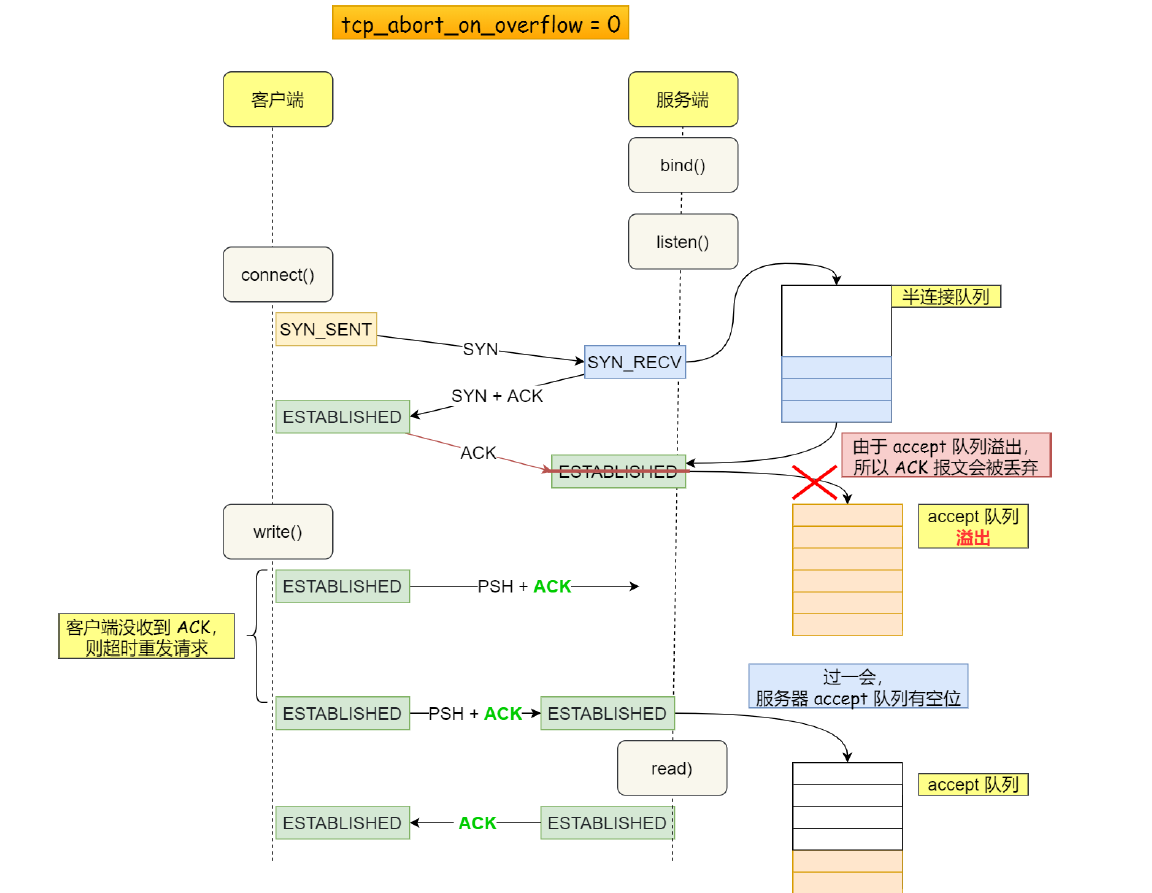 tcp_abort_on_overflow = 0
客户端
服务端
bind()
listen()
connect()
半连接队列
SYN_SENT
SYN
SYN_RECV
SYN + ACK
ESTABLISHED
由于 accept 队列溢出，
所以 ACK 报文会被丢弃
ACK
ESTABLISHED
accept 队列
溢出
write()
ESTABLISHED
PSH + ACK
客户端没收到 ACK，
则超时重发请求
过一会，
服务器 accept 队列有空位
ESTABLISHED
PSH + ACK
ESTABLISHED
read)
accept 队列
ESTABLISHED
ACK
ESTABLISHED